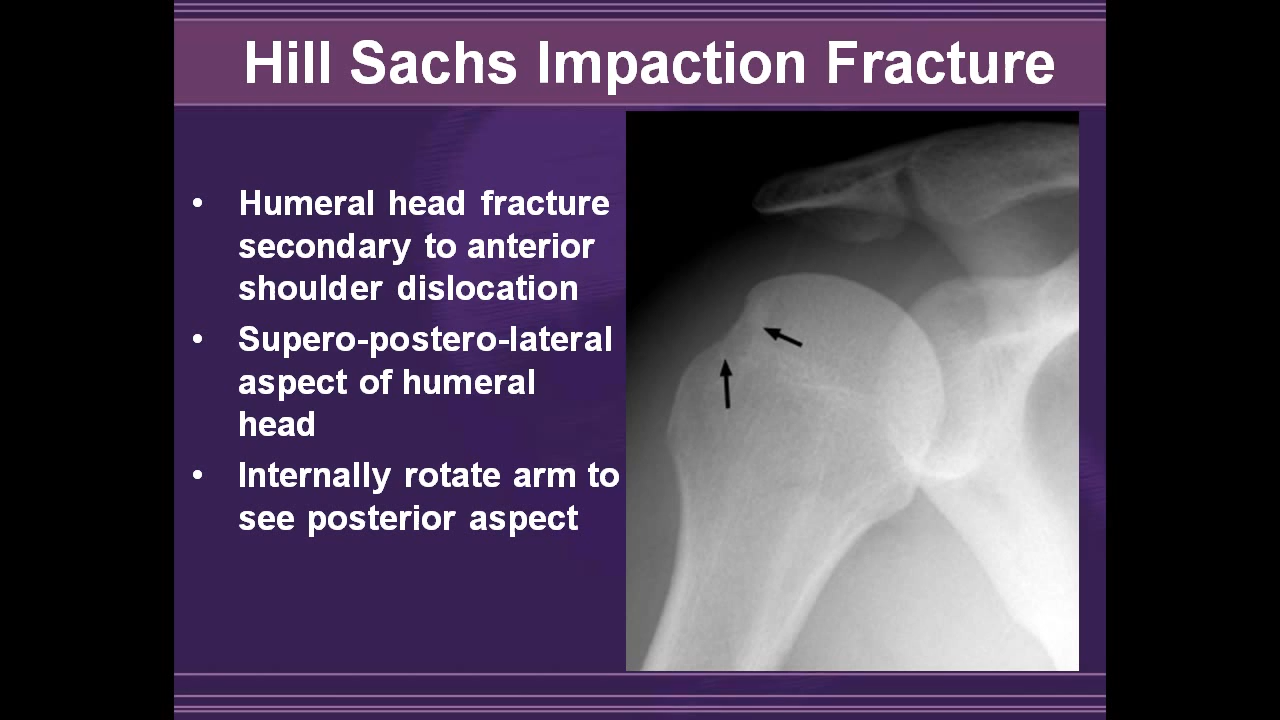 Hill Sachs Impaction Fracture
• Humeral head fracture
secondary to anterior
shoulder dislocation
• Supero-postero-lateral
aspect of humeral
head
• Internally rotate arm to
see posterior aspect